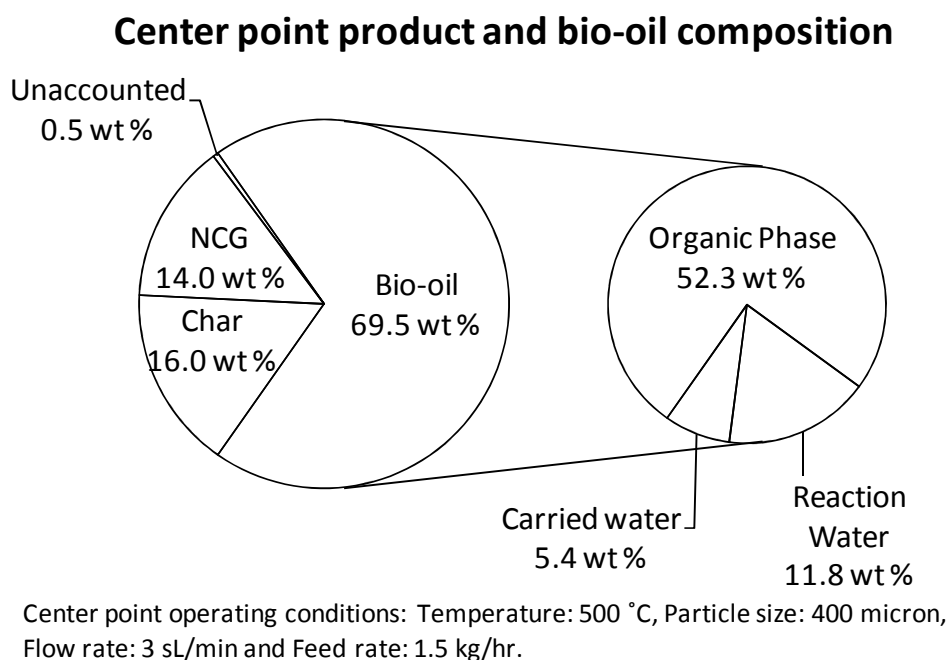 Center point product and bio-oil composition
Unaccounted
0.5 wt %
NCG
14.0 wt %
Char
16.0 wt %
Bio-oil
69.5 wt %
Organic Phase
52.3 wt %
Carried water
5.4 wt %
Reaction
Water
11.8 wt %
Center point operating conditions: Temperature: 500 ˚C, Particle size: 400 micron,
Flow rate: 3 sL/min and Feed rate: 1.5 kg/hr.